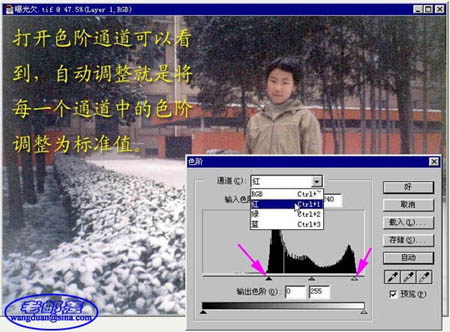 曝光欠.tif @ 47.5%(Layer 1,RGB)
打开色阶通道可以看
到，自动调整就是将
每一个通道中的色阶
调整为标准值。
色阶
通道(C): 红
RGB Ctrl+~
红 Ctrl+1
绿 Ctrl+2
蓝 Ctrl+3
输入色阶 240
输出色阶(O): 0 255
好
取消
载入(L)...
存储(S)...
自动
预览(P)
老邮差
wangduan@sina.com